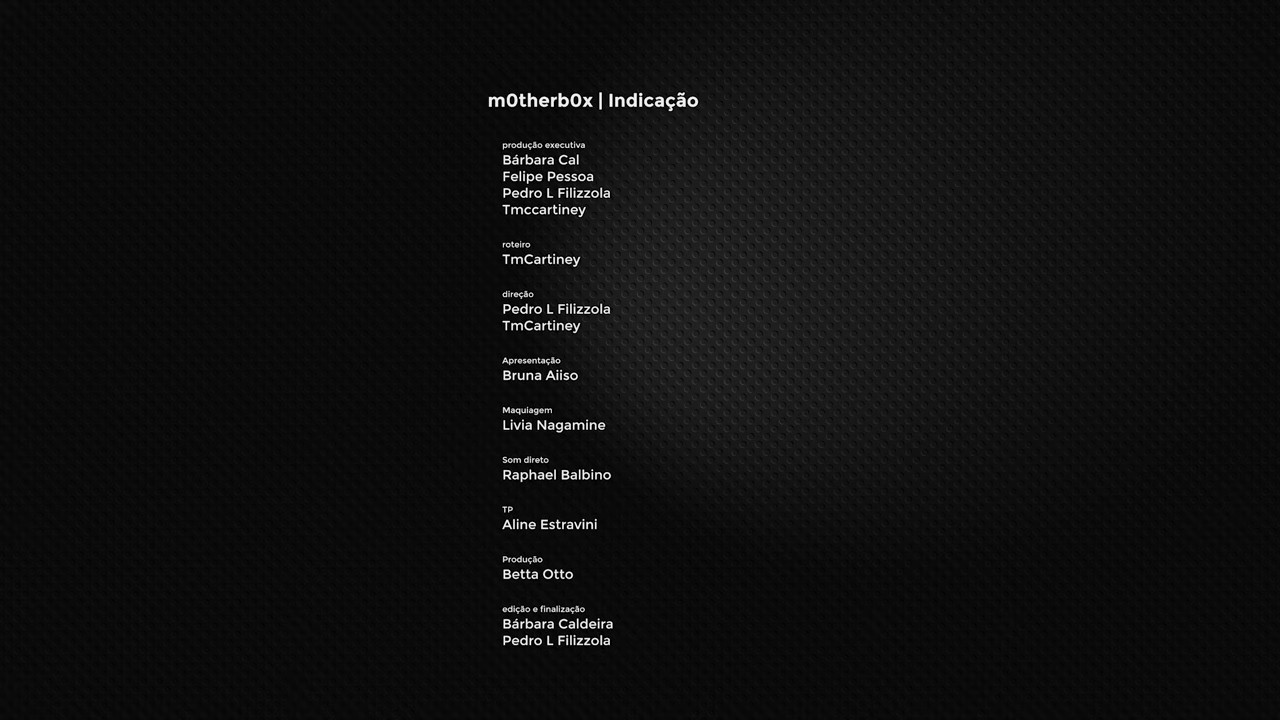 m0therb0x | Indicação
produção executiva
Bárbara Cal
Felipe Pessoa
Pedro L Filizzola
Tmccartiney
roteiro
TmCartiney
direção
Pedro L Filizzola
TmCartiney
Apresentação
Bruna Aiiso
Maquiagem
Livia Nagamine
Som direto
Raphael Balbino
TP
Aline Estravini
Produção
Betta Otto
edição e finalização
Bárbara Caldeira
Pedro L Filizzola